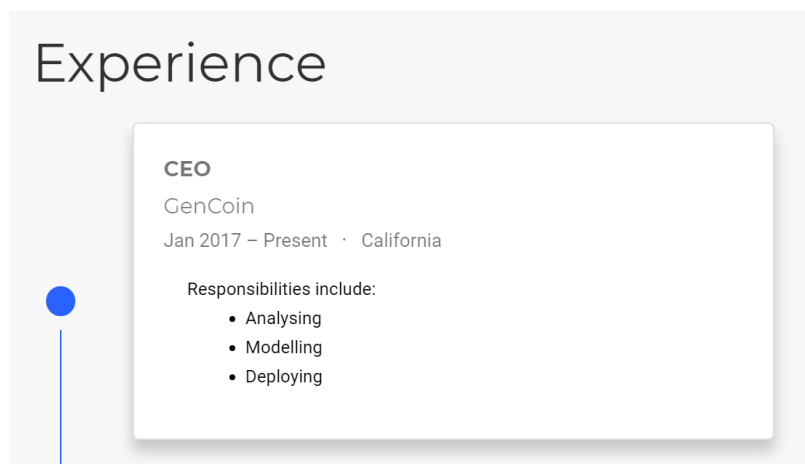 Experience
CEO
GenCoin
Jan 2017 – Present · California
Responsibilities include:
• Analysing
• Modelling
• Deploying